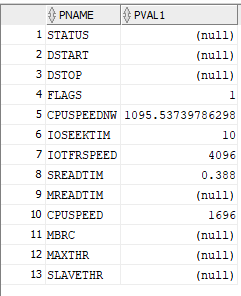 PNAME PVAL1
1 STATUS (null)
2 DSTART (null)
3 DSTOP (null)
4 FLAGS 1
5 CPUSPEEDNW 1095.53739786298
6 IOSEEKTIM 10
7 IOTFRSPEED 4096
8 SREADTIM 0.388
9 MREADTIM (null)
10 CPUSPEED 1696
11 MBRC (null)
12 MAXTHR (null)
13 SLAVETHR (null)